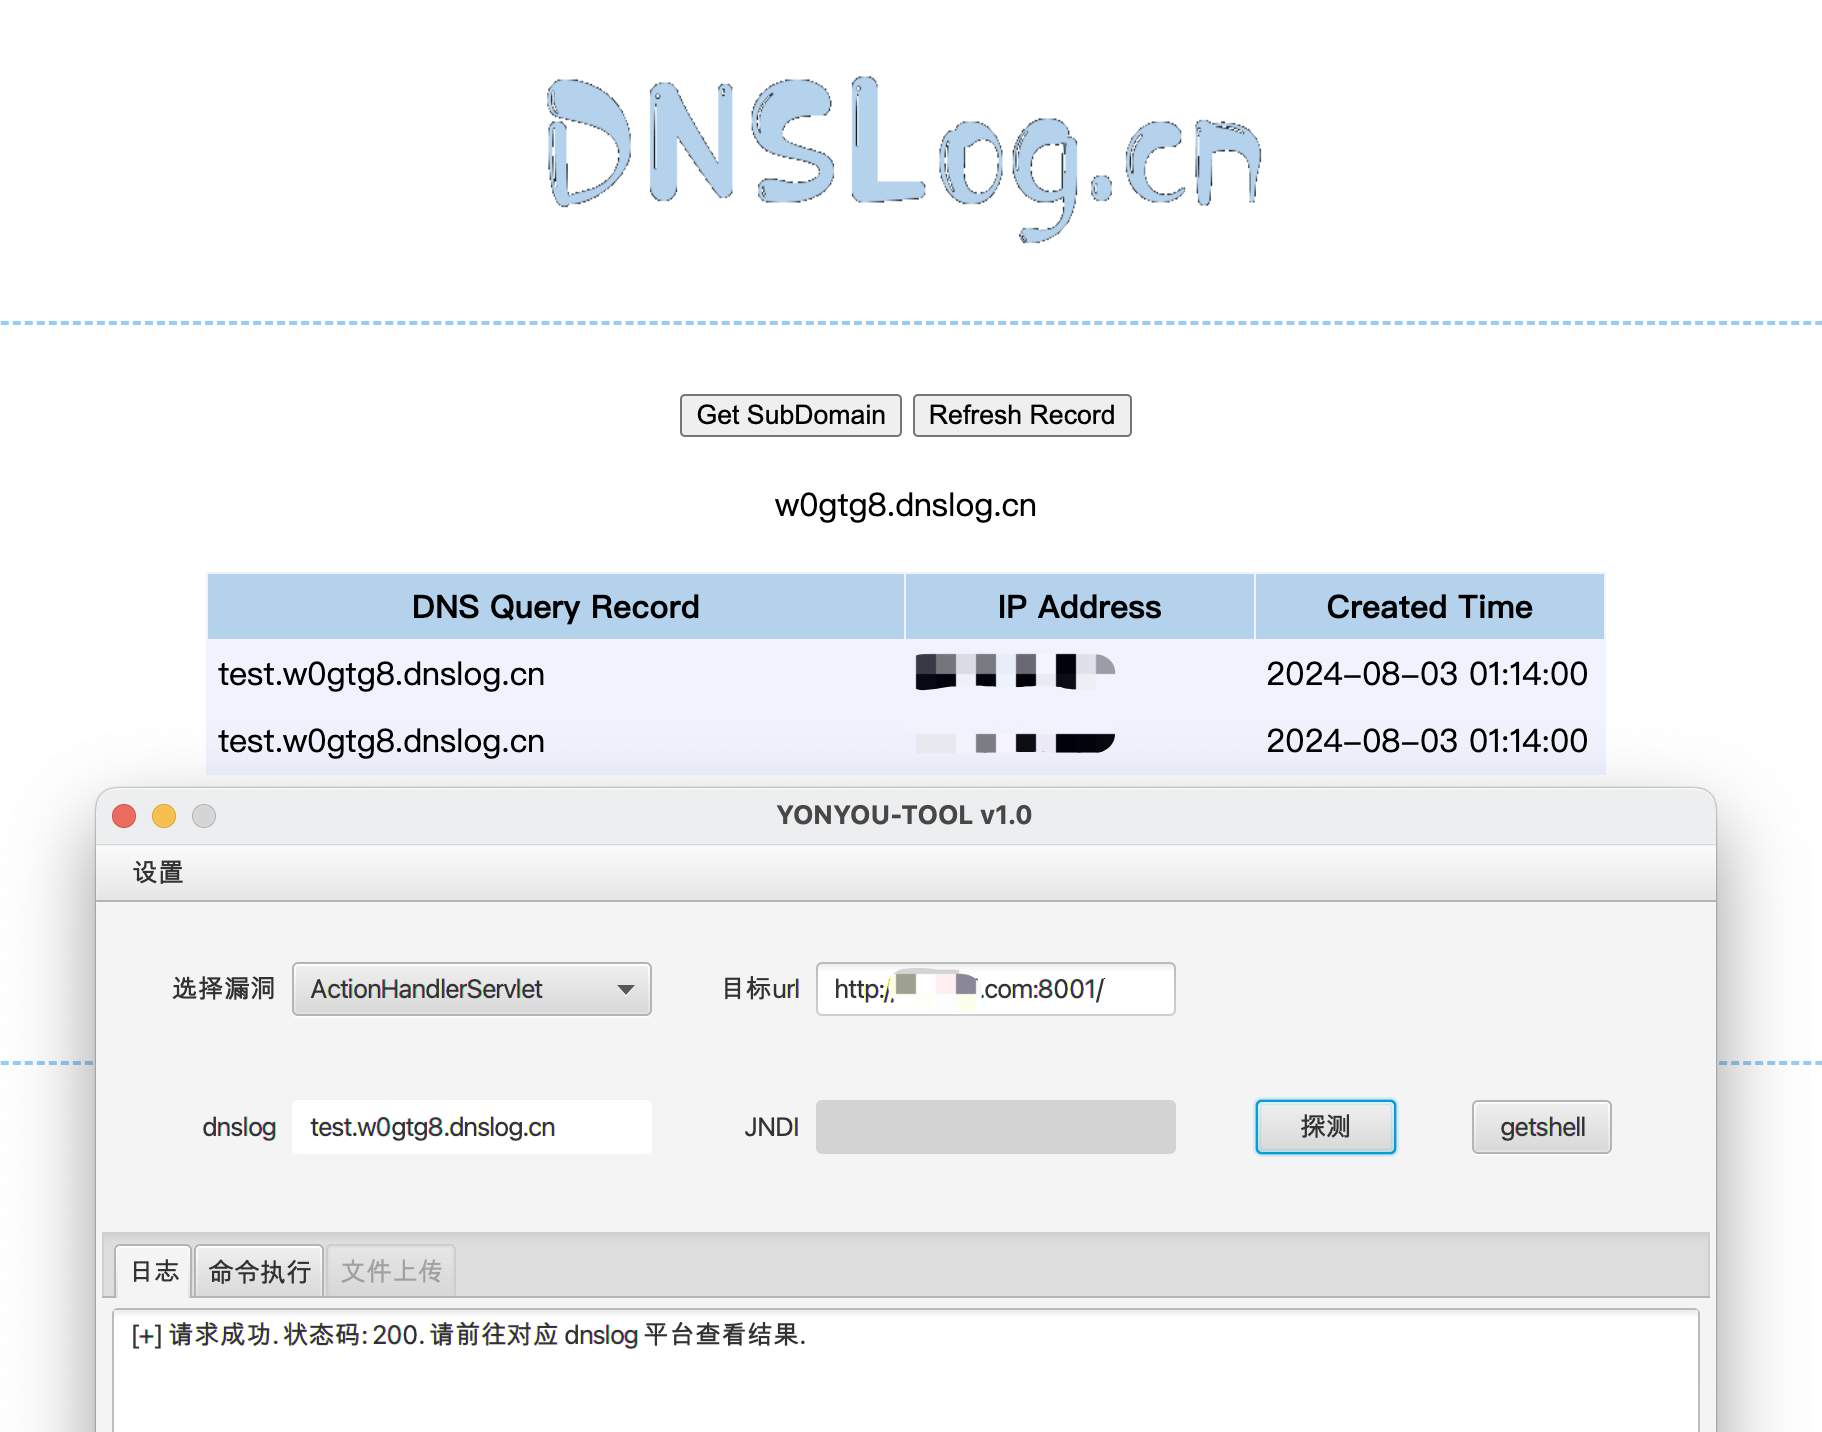 DNSLog.cn
Get SubDomain Refresh Record
w0gtg8.dnslog.cn
DNS Query Record IP Address Created Time
test.w0gtg8.dnslog.cn 2024-08-03 01:14:00
test.w0gtg8.dnslog.cn 2024-08-03 01:14:00
YONYOU-TOOL v1.0
设置
选择漏洞 ActionHandlerServlet 目标url http:/ .com:8001/
dnslog test.w0gtg8.dnslog.cn JNDI 探测 getshell
日志 命令执行 文件上传
[+] 请求成功. 状态码: 200. 请前往对应 dnslog 平台查看结果.